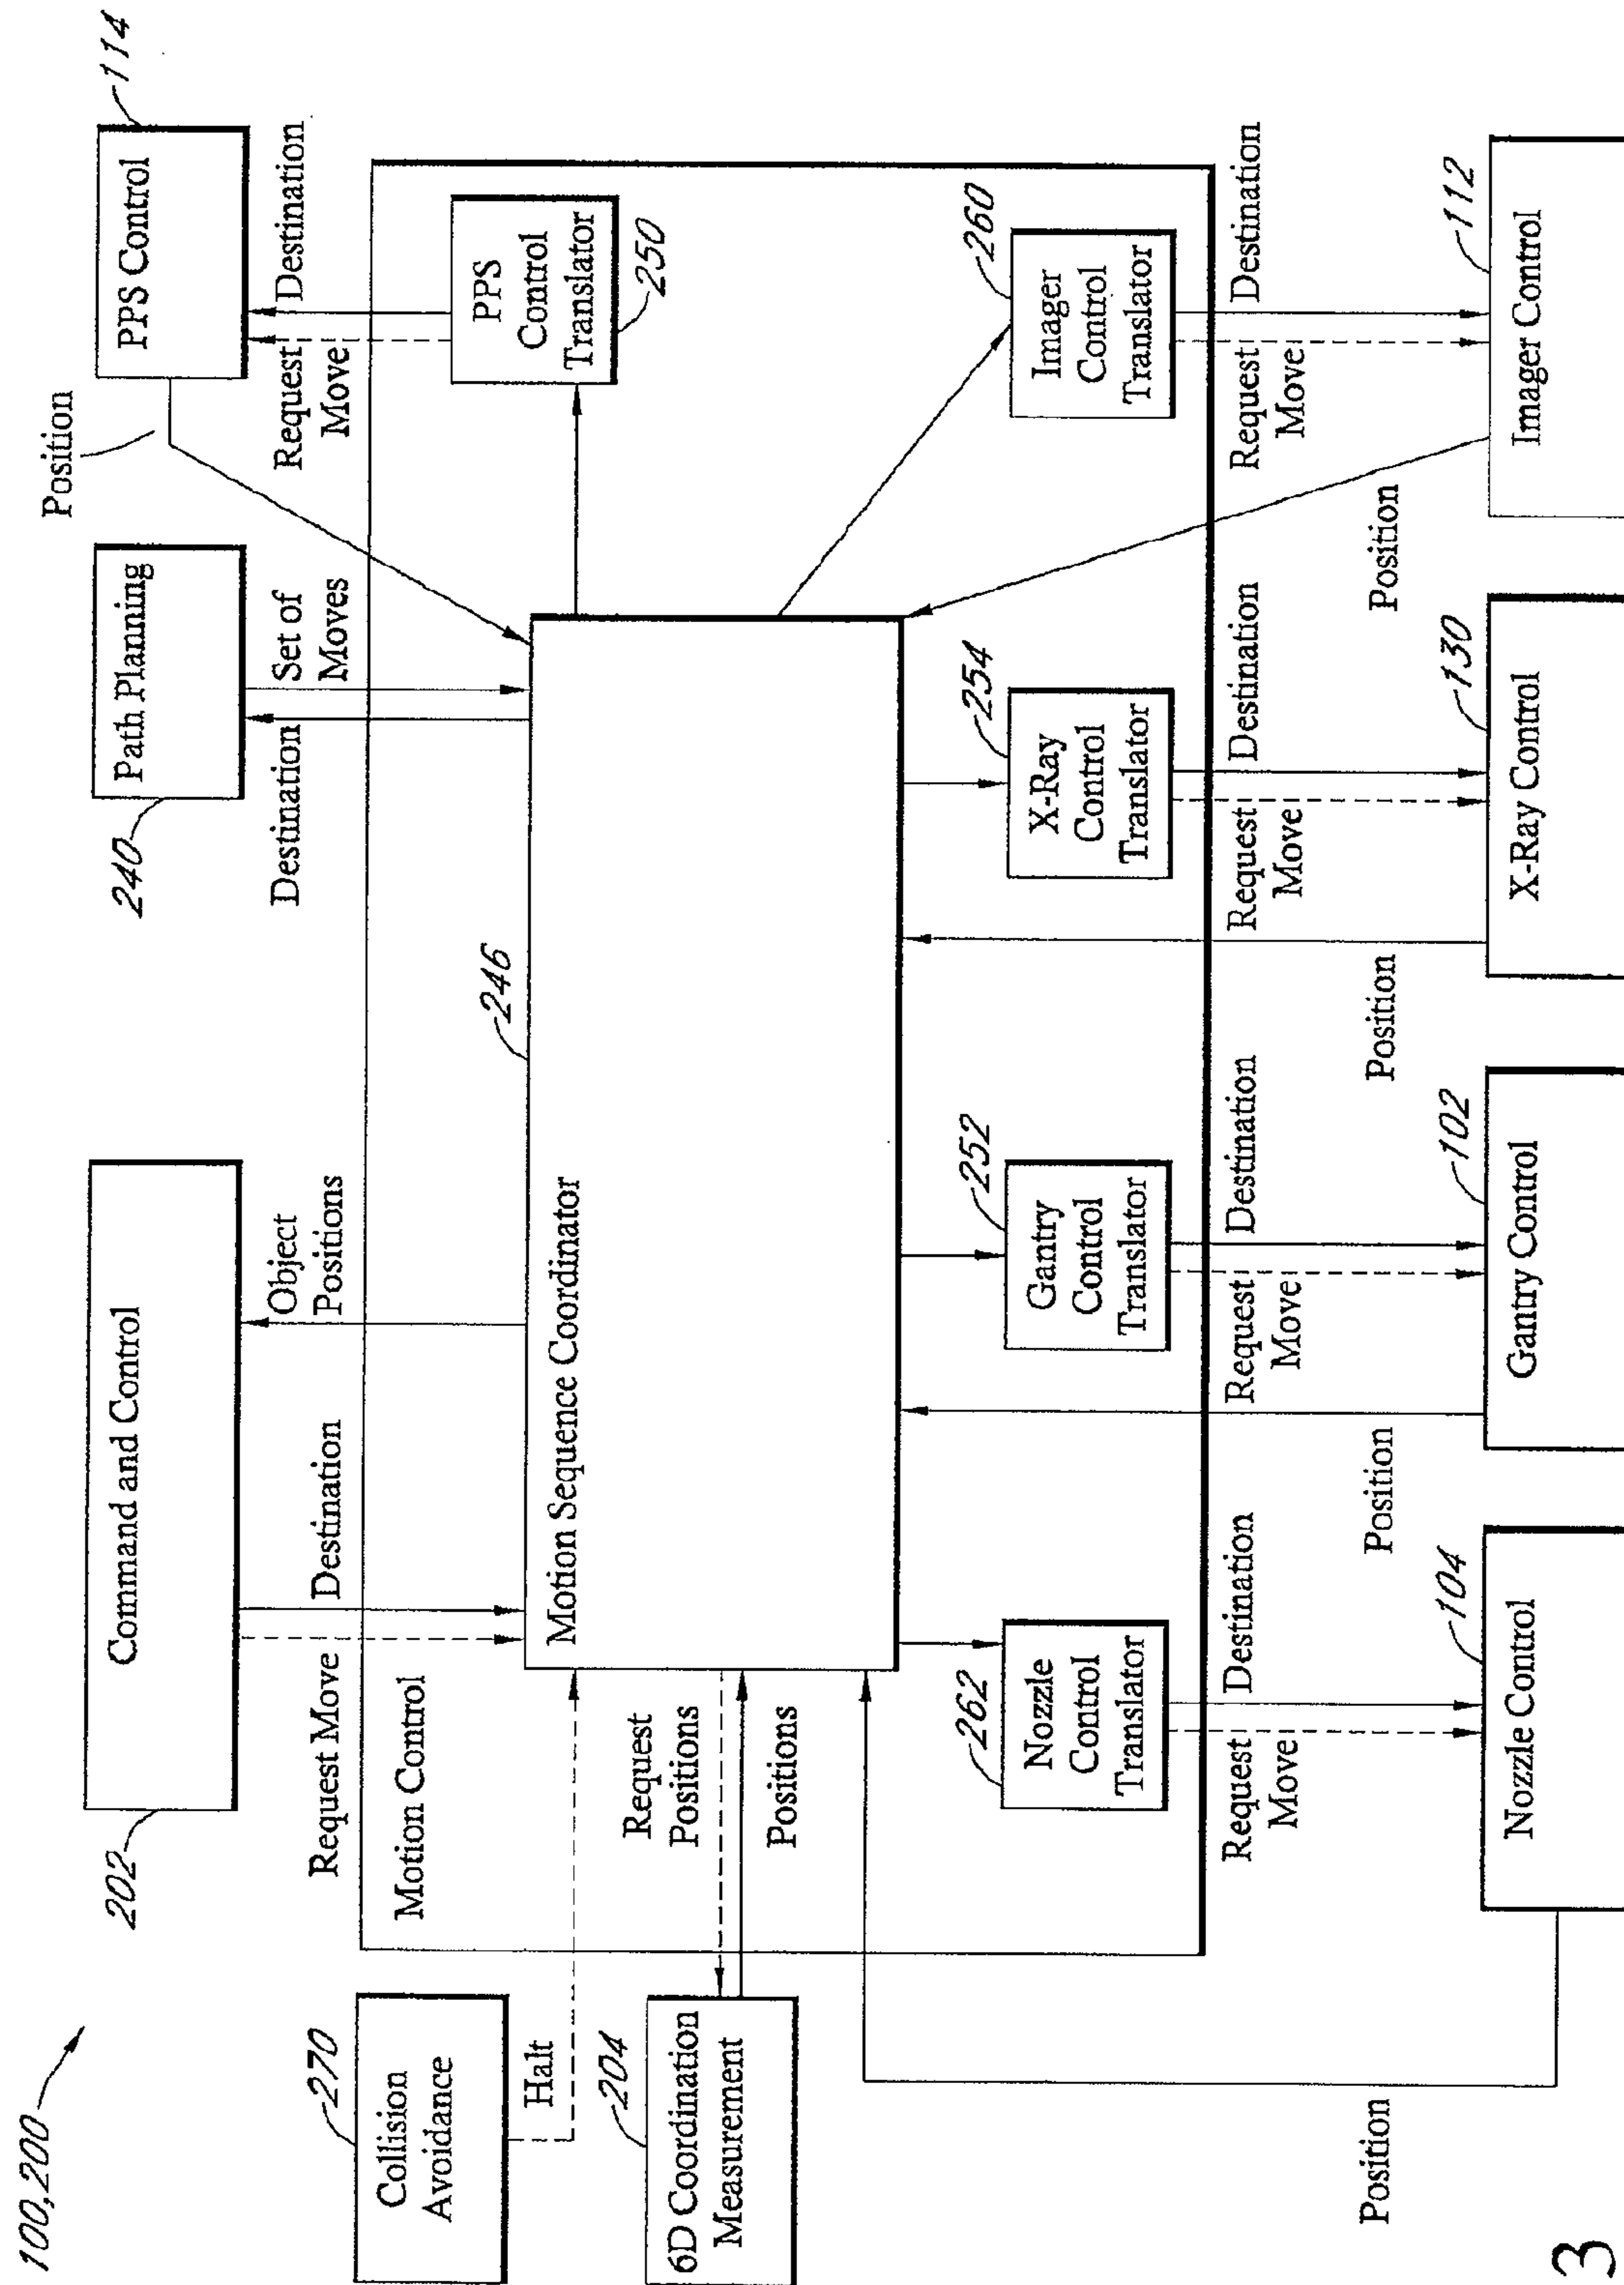 100,200
202
Command and Control
240
Path Planning
PPS Control
114
Position
Request Move
Destination
Object
Positions
Destination
Set of
Moves
Request
Move
Destination
270
Collision
Avoidance
Halt
Motion Control
246
Motion Sequence Coordinator
PPS
Control
Translator
250
204
6D Coordination
Measurement
Request
Positions
Positions
262
Nozzle
Control
Translator
252
Gantry
Control
Translator
254
X-Ray
Control
Translator
260
Imager
Control
Translator
Request
Move
Destination
Request
Move
Destination
Request
Move
Destination
Request
Move
Destination
Position
Position
Position
Position
104
Nozzle Control
102
Gantry Control
130
X-Ray Control
112
Imager Control
3